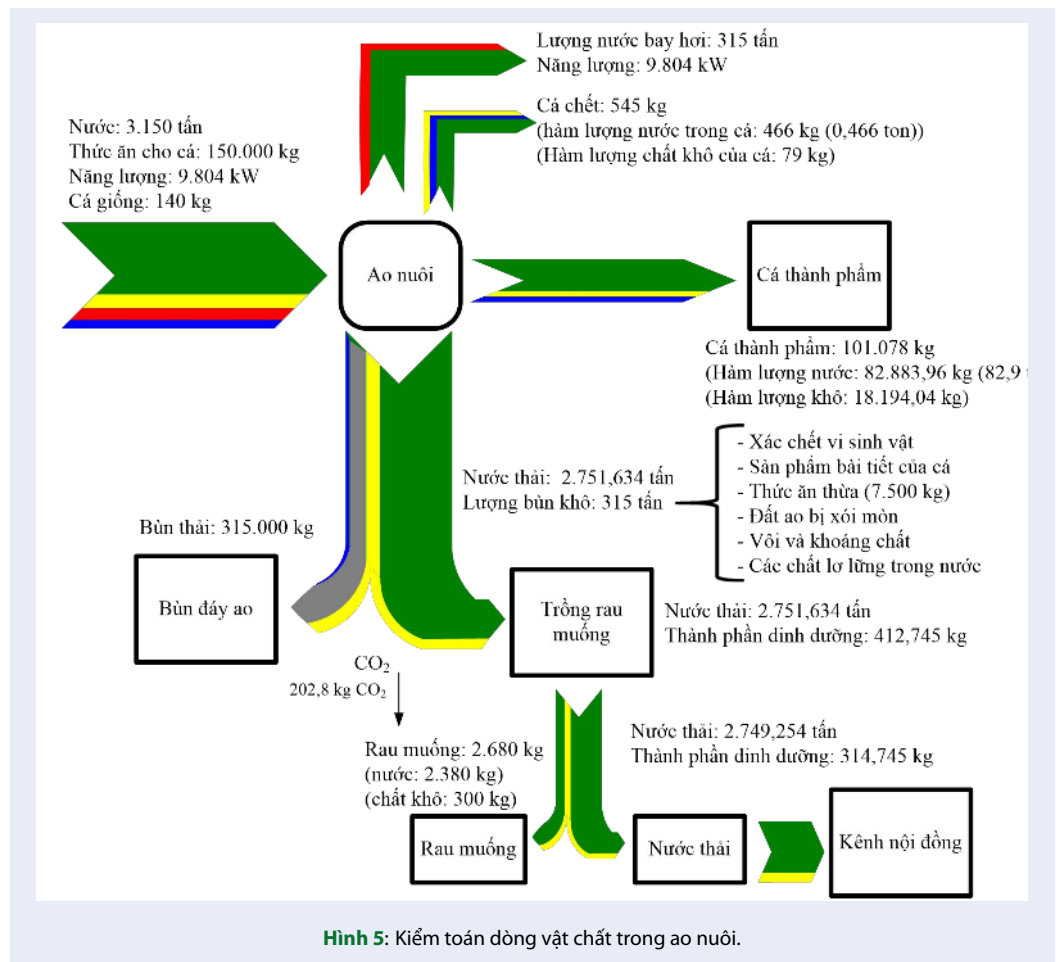 Lượng nước bay hơi: 315 tấn
Năng lượng: 9.804 kW
Cá chết: 545 kg
(hàm lượng nước trong cá: 466 kg (0,466 ton))
(Hàm lượng chất khô của cá: 79 kg)
Nước: 3.150 tấn
Thức ăn cho cá: 150.000 kg
Năng lượng: 9.804 kW
Cá giống: 140 kg
Ao nuôi
Cá thành phẩm
Cá thành phẩm: 101.078 kg
(Hàm lượng nước: 82.883,96 kg (82,9 t
(Hàm lượng khô: 18.194,04 kg)
Nước thải: 2.751,634 tấn
Lượng bùn khô: 315 tấn
- Xác chết vi sinh vật
- Sản phẩm bài tiết của cá
- Thức ăn thừa (7.500 kg)
- Đất ao bị xói mòn
- Vôi và khoáng chất
- Các chất lơ lửng trong nước
Bùn thải: 315.000 kg
Bùn đáy ao
Trồng rau
muống
Nước thải: 2.751,634 tấn
Thành phần dinh dưỡng: 412,745 kg
CO₂
202,8 kg CO₂
Rau muống: 2.680 kg
(nước: 2.380 kg)
(chất khô: 300 kg)
Nước thải: 2.749,254 tấn
Thành phần dinh dưỡng: 314,745 kg
Rau muống
Nước thải
Kênh nội đồng
Hình 5: Kiểm toán dòng vật chất trong ao nuôi.